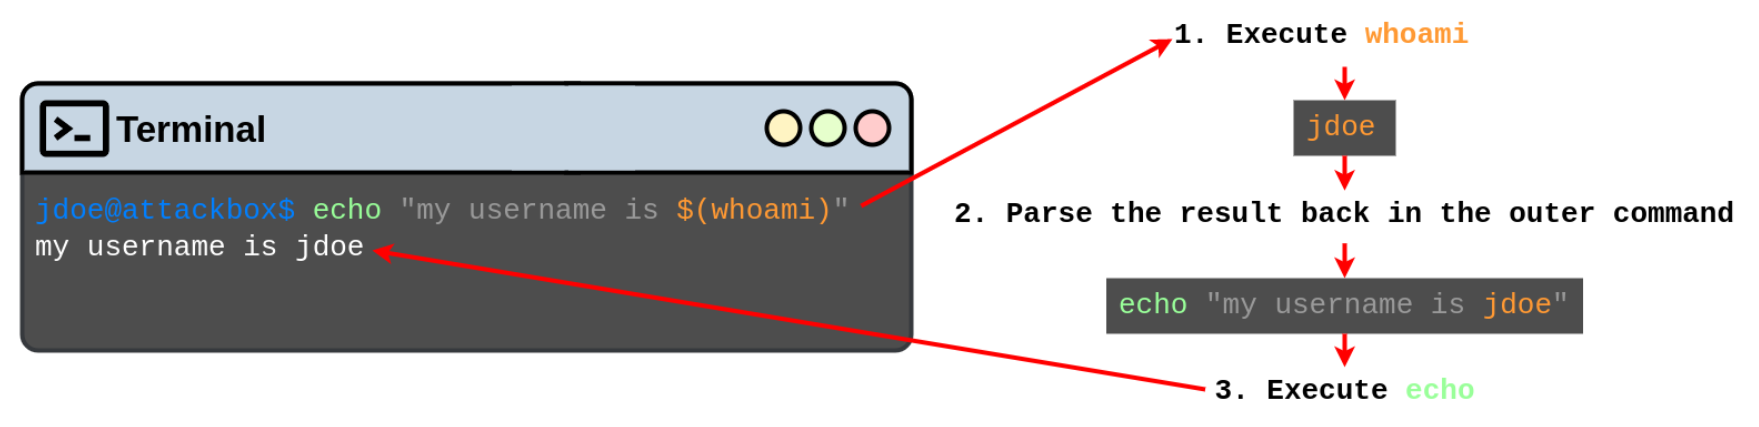 Terminal
jdoe@attackbox$ echo "my username is $(whoami)"
my username is jdoe
1. Execute whoami
jdoe
2. Parse the result back in the outer command
echo "my username is jdoe"
3. Execute echo